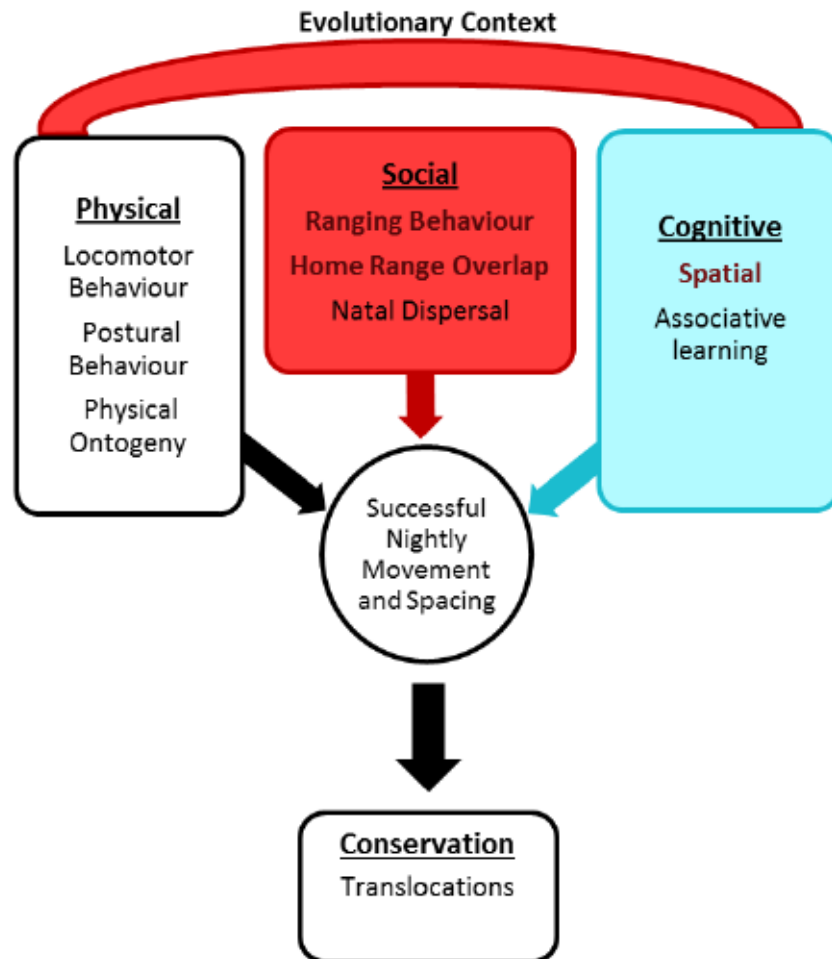 Evolutionary Context
Physical
Locomotor
Behaviour
Postural
Behaviour
Physical
Ontogeny
Social
Ranging Behaviour
Home Range Overlap
Natal Dispersal
Cognitive
Spatial
Associative
learning
Successful
Nightly
Movement
and Spacing
Conservation
Translocations